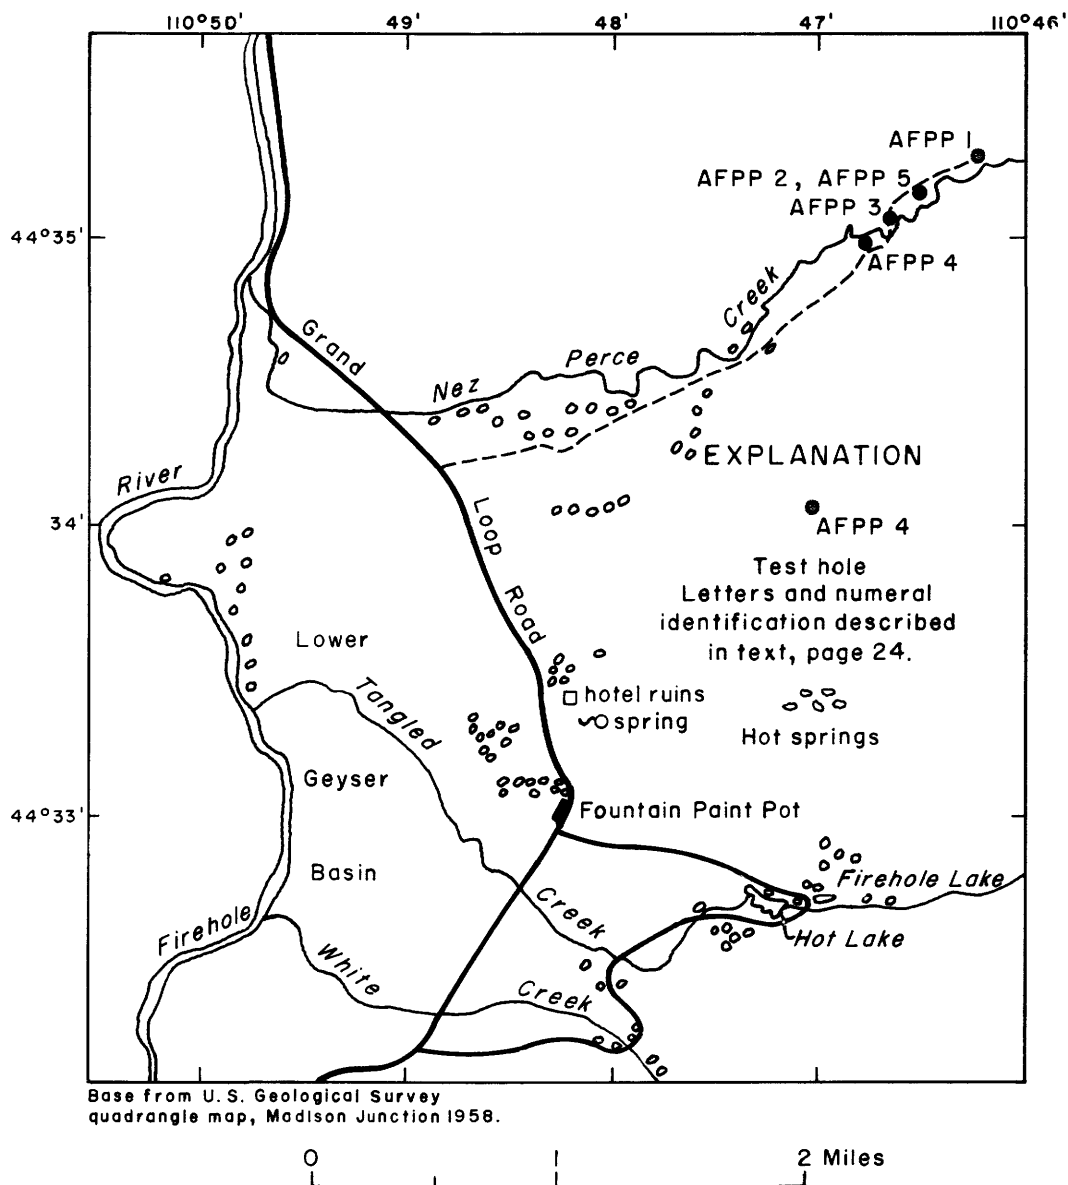 110°50' 49' 48' 47' 110°46'
AFPP 1
AFPP 2, AFPP 5
AFPP 3
44°35'
AFPP 4
Creek
Grand
Perce
Nez
EXPLANATION
River
Loop
34'
AFPP 4
Test hole
Letters and numeral
Road
identification described
Lower
in text, page 24.
Tangled
hotel ruins
spring
Hot springs
Geyser
44°33'
Fountain Paint Pot
Basin
Firehole Lake
Creek
Firehole
Hot Lake
White
Creek
Base from U.S. Geological Survey
quadrangle map, Madison Junction 1958.
0 1 2 Miles